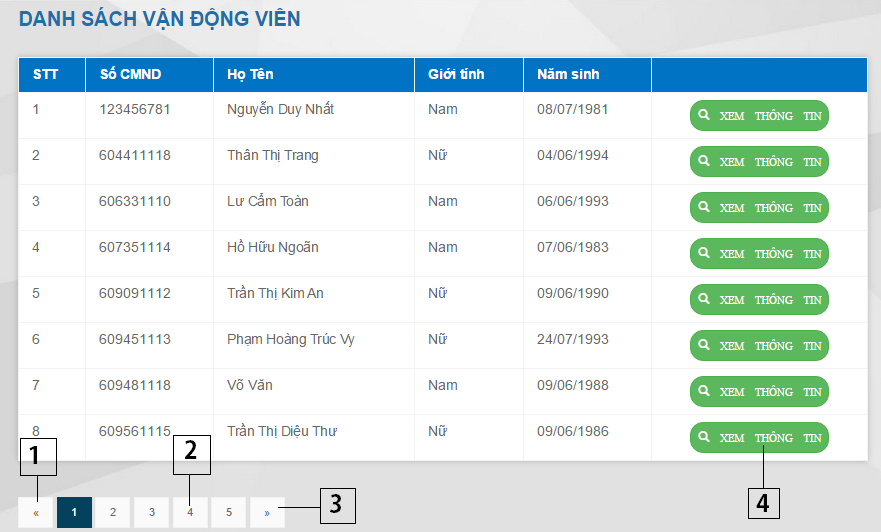 DANH SÁCH VẬN ĐỘNG VIÊN
STT Số CMND Họ Tên Giới tính Năm sinh
1 123456781 Nguyễn Duy Nhất Nam 08/07/1981 XEM THÔNG TIN
2 604411118 Thân Thị Trang Nữ 04/06/1994 XEM THÔNG TIN
3 606331110 Lư Cẩm Toàn Nam 06/06/1993 XEM THÔNG TIN
4 607351114 Hồ Hữu Ngoãn Nam 07/06/1983 XEM THÔNG TIN
5 609091112 Trần Thị Kim An Nữ 09/06/1990 XEM THÔNG TIN
6 609451113 Phạm Hoàng Trúc Vy Nữ 24/07/1993 XEM THÔNG TIN
7 609481118 Võ Văn Nam 09/06/1988 XEM THÔNG TIN
8 609561115 Trần Thị Diệu Thư Nữ 09/06/1986 XEM THÔNG TIN
1 2 3 4
« 1 2 3 4 5 »